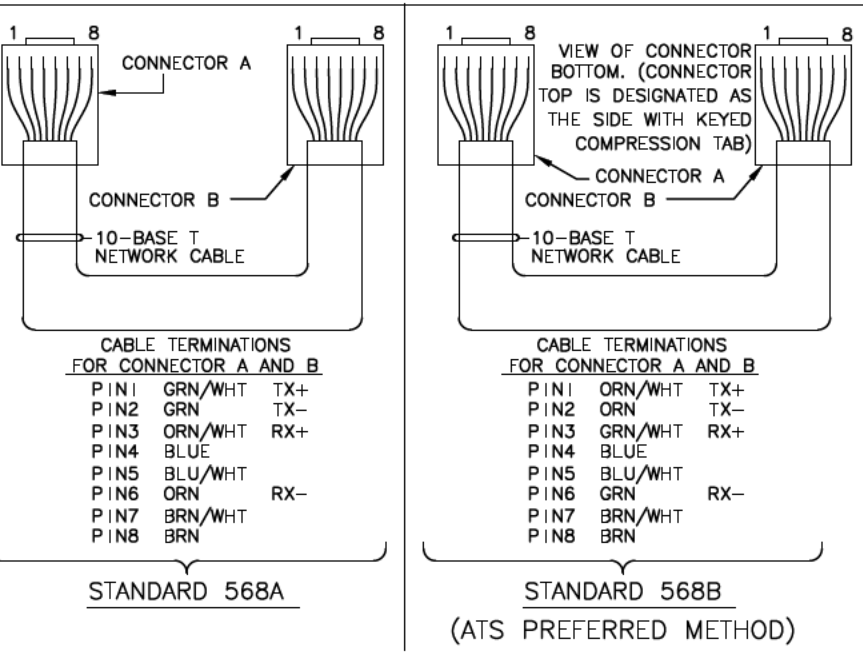 1 8
CONNECTOR A
1 8
CONNECTOR B
10-BASE T
NETWORK CABLE
CABLE TERMINATIONS
FOR CONNECTOR A AND B
PIN1 GRN/WHT TX+
PIN2 GRN TX-
PIN3 ORN/WHT RX+
PIN4 BLUE
PIN5 BLU/WHT
PIN6 ORN RX-
PIN7 BRN/WHT
PIN8 BRN
STANDARD 568A
1 8
VIEW OF CONNECTOR
BOTTOM. (CONNECTOR
TOP IS DESIGNATED AS
THE SIDE WITH KEYED
COMPRESSION TAB)
1 8
CONNECTOR A
CONNECTOR B
10-BASE T
NETWORK CABLE
CABLE TERMINATIONS
FOR CONNECTOR A AND B
PIN1 ORN/WHT TX+
PIN2 ORN TX-
PIN3 GRN/WHT RX+
PIN4 BLUE
PIN5 BLU/WHT
PIN6 GRN RX-
PIN7 BRN/WHT
PIN8 BRN
STANDARD 568B
(ATS PREFERRED METHOD)